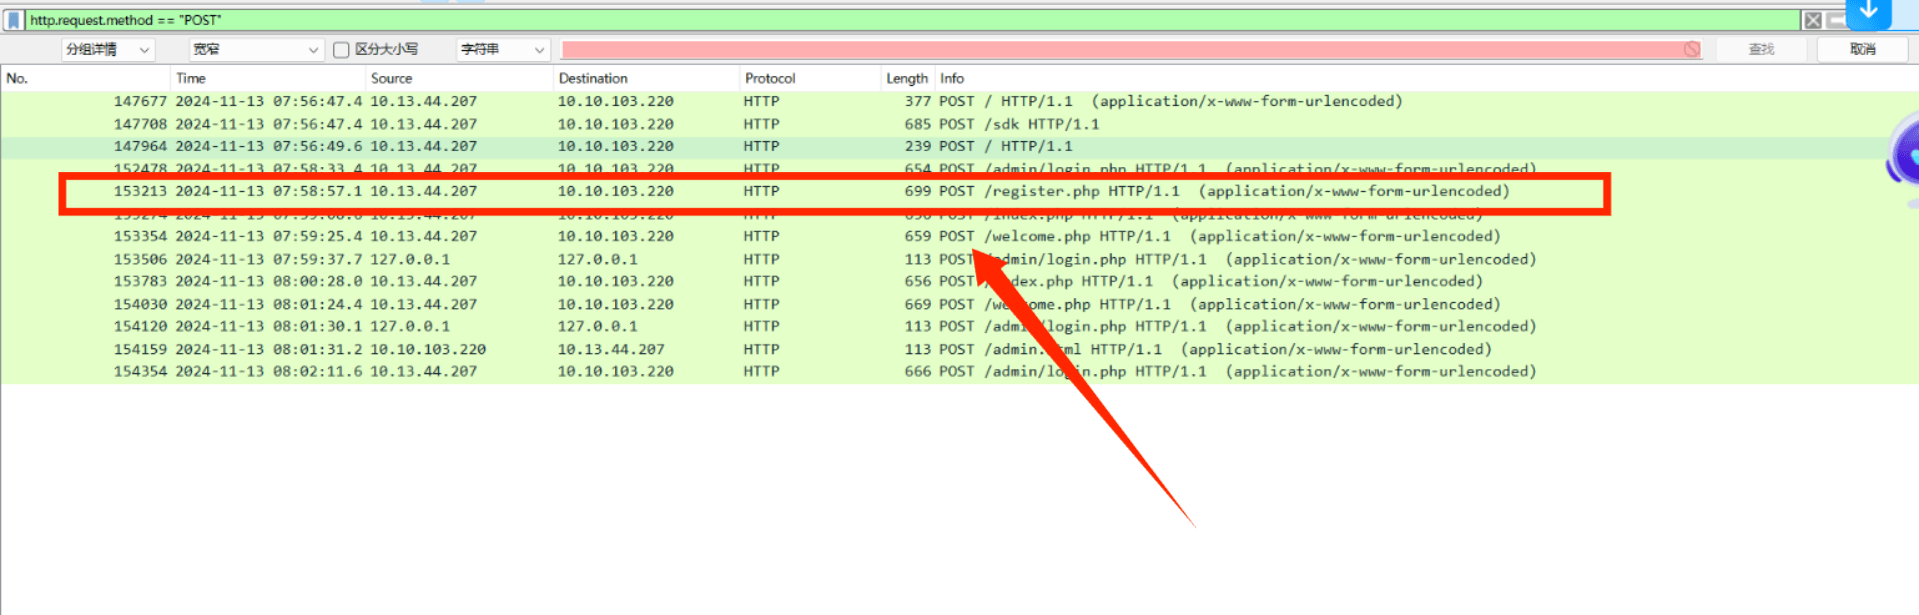 http.request.method == "POST"
分组详情 宽窄 区分大小写 字符串 查找 取消
No. Time Source Destination Protocol Length Info
147677 2024-11-13 07:56:47.4 10.13.44.207 10.10.103.220 HTTP 377 POST / HTTP/1.1 (application/x-www-form-urlencoded)
147708 2024-11-13 07:56:47.4 10.13.44.207 10.10.103.220 HTTP 685 POST /sdk HTTP/1.1
147964 2024-11-13 07:56:49.6 10.13.44.207 10.10.103.220 HTTP 239 POST / HTTP/1.1
152478 2024-11-13 07:58:33.4 10.13.44.207 10.10.103.220 HTTP 654 POST /admin/login.php HTTP/1.1 (application/x-www-form-urlencoded)
153213 2024-11-13 07:58:57.1 10.13.44.207 10.10.103.220 HTTP 699 POST /register.php HTTP/1.1 (application/x-www-form-urlencoded)
2024-11-13 10.13.44.207 10.10.103.220 HTTP POST /index.php HTTP/1.1 (application/x-www-form-urlencoded)
153354 2024-11-13 07:59:25.4 10.13.44.207 10.10.103.220 HTTP 659 POST /welcome.php HTTP/1.1 (application/x-www-form-urlencoded)
153506 2024-11-13 07:59:37.7 127.0.0.1 127.0.0.1 HTTP 113 POST /admin/login.php HTTP/1.1 (application/x-www-form-urlencoded)
153783 2024-11-13 08:00:28.0 10.13.44.207 10.10.103.220 HTTP 656 POST /index.php HTTP/1.1 (application/x-www-form-urlencoded)
154030 2024-11-13 08:01:24.4 10.13.44.207 10.10.103.220 HTTP 669 POST /welcome.php HTTP/1.1 (application/x-www-form-urlencoded)
154120 2024-11-13 08:01:30.1 127.0.0.1 127.0.0.1 HTTP 113 POST /admin/login.php HTTP/1.1 (application/x-www-form-urlencoded)
154159 2024-11-13 08:01:31.2 10.10.103.220 10.13.44.207 HTTP 113 POST /admin.html HTTP/1.1 (application/x-www-form-urlencoded)
154354 2024-11-13 08:02:11.6 10.13.44.207 10.10.103.220 HTTP 666 POST /admin/login.php HTTP/1.1 (application/x-www-form-urlencoded)